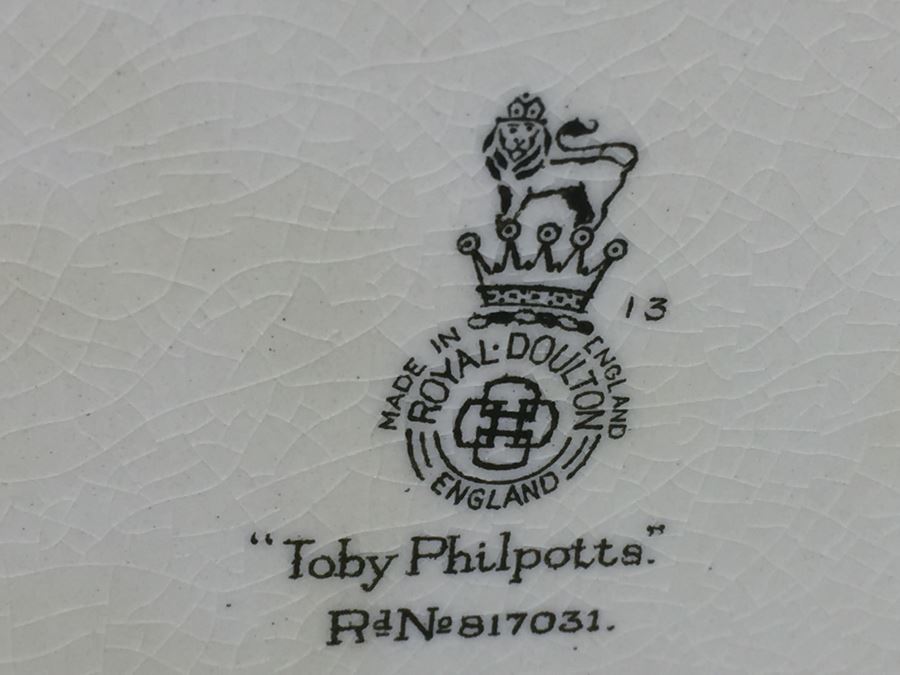 13
MADE IN ENGLAND
ROYAL·DOULTON
ENGLAND
"Toby Philpotts."
Rd No 817031.